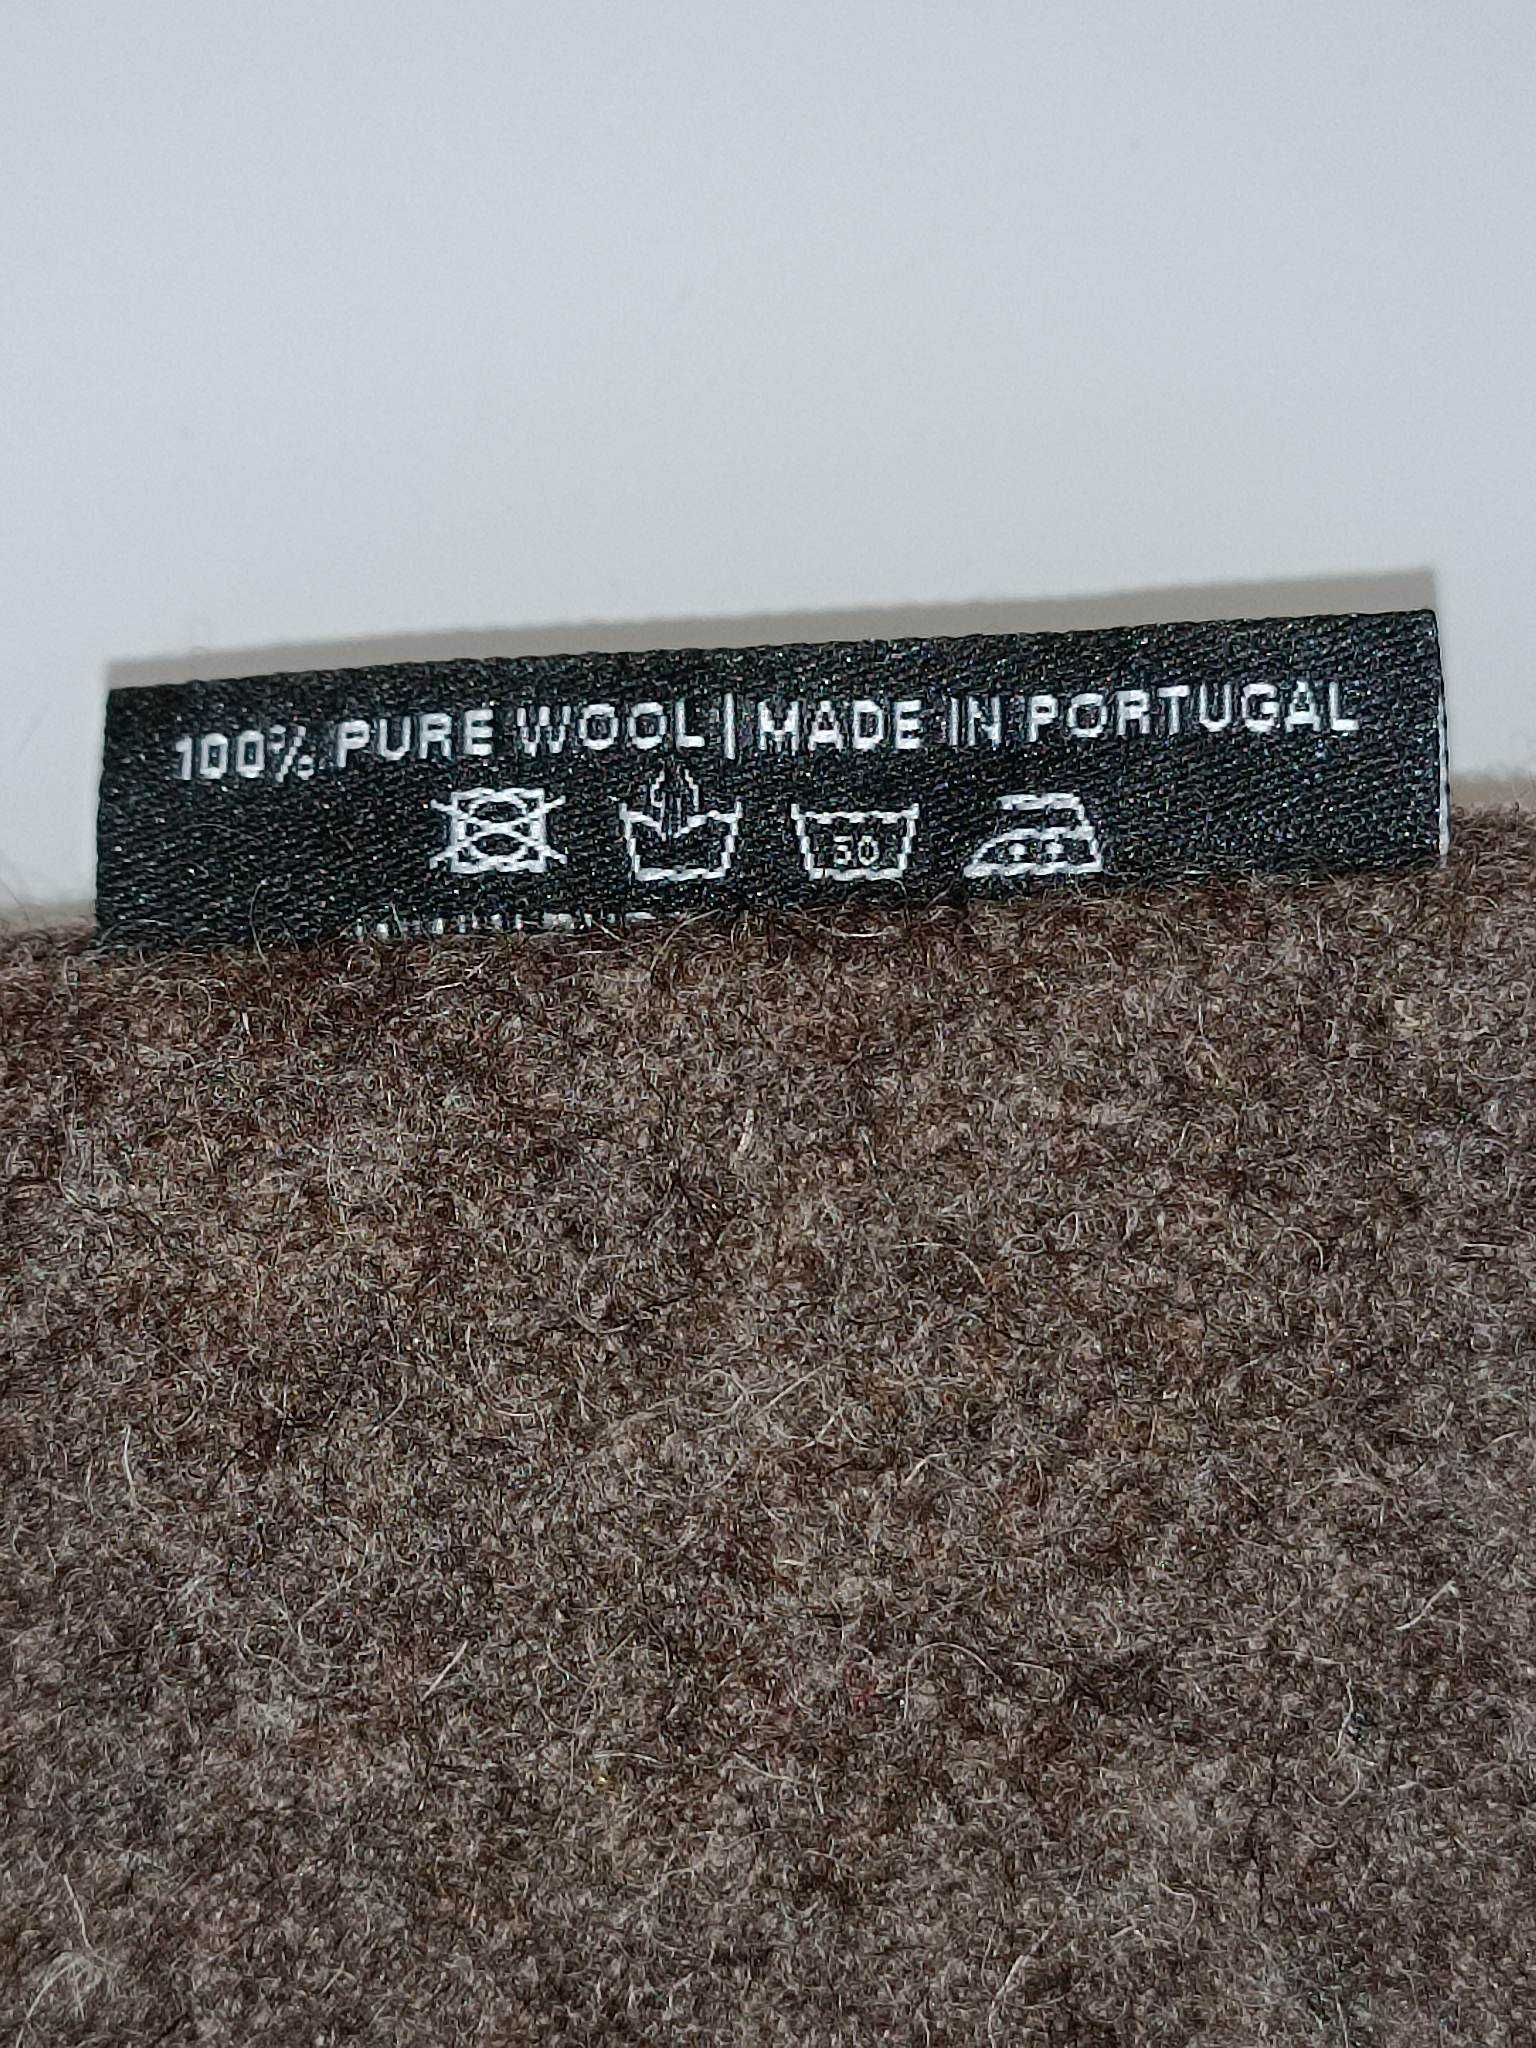 100% PURE WOOL | MADE IN PORTUGAL
30